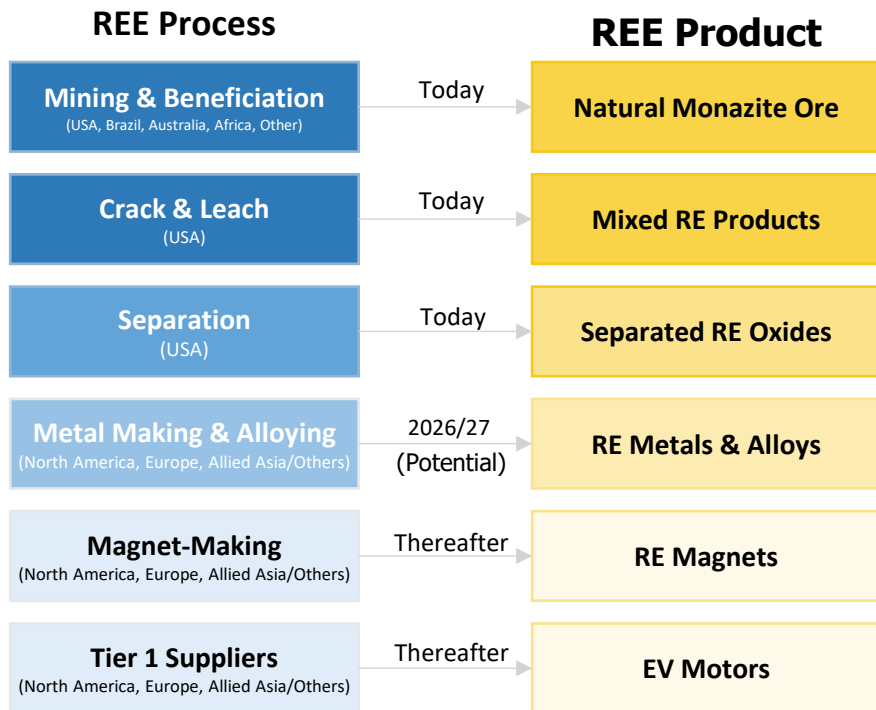 REE Process
REE Product
Mining & Beneficiation
(USA, Brazil, Australia, Africa, Other)
Today
Natural Monazite Ore
Crack & Leach
(USA)
Today
Mixed RE Products
Separation
(USA)
Today
Separated RE Oxides
Metal Making & Alloying
(North America, Europe, Allied Asia/Others)
2026/27
(Potential)
RE Metals & Alloys
Magnet-Making
(North America, Europe, Allied Asia/Others)
Thereafter
RE Magnets
Tier 1 Suppliers
(North America, Europe, Allied Asia/Others)
Thereafter
EV Motors